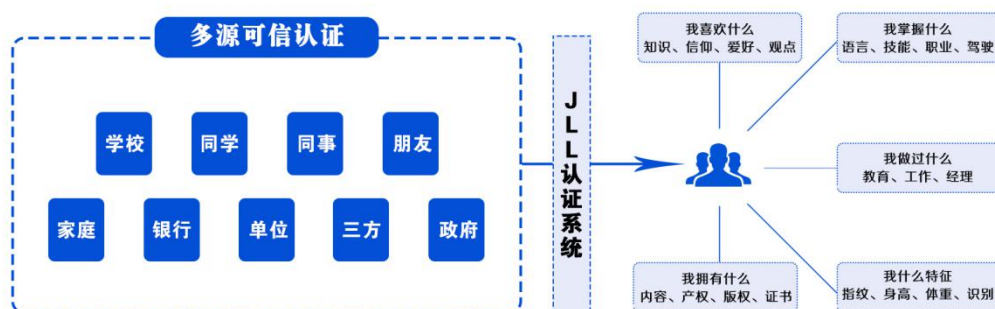 多源可信认证
学校
同学
同事
朋友
家庭
银行
单位
三方
政府
JLL认证系统
我喜欢什么
知识、信仰、爱好、观点
我掌握什么
语言、技能、职业、驾驶
我做过什么
教育、工作、经理
我拥有什么
内容、产权、版权、证书
我什么特征
指纹、身高、体重、识别